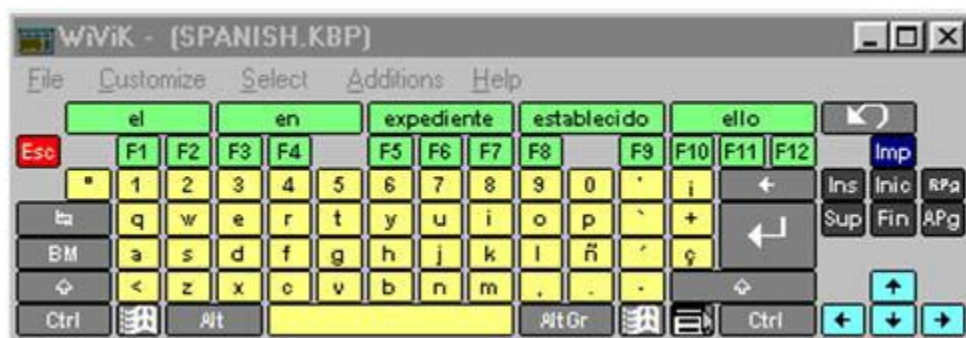 WiViK - (SPANISH.KBP)
File Customize Select Additions Help
el en expediente establecido ello
Esc F1 F2 F3 F4 F5 F6 F7 F8 F9 F10 F11 F12 Imp
º 1 2 3 4 5 6 7 8 9 0 ' ¡ ← Ins Inic RPg
q w e r t y u i o p ` + Sup Fin APg
BM a s d f g h j k l ñ ´ ç
< z x c v b n m , . -
Ctrl Alt AltGr Ctrl